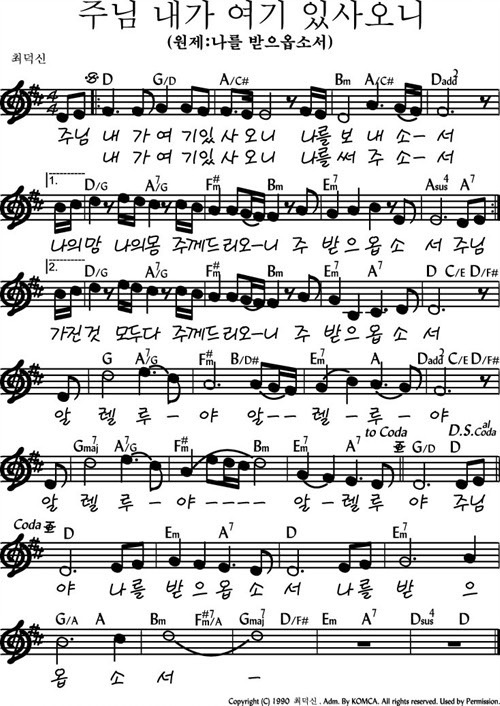 주님 내가 여기 있사오니
(원제:나를 받으옵소서)
최덕신
D G/D A/C# Bm A/C# Dadd2
주님 내 가 여 기있 사 오니 나를 보 내 소 - 서
내 가 여 기있 사 오니 나를 써 주 소 - 서
1. D/G A7/G F#m Bm Em7 Asus4 A7
나의맘 나의몸 주께드리오-니 주 받 으 옵 소 서 주님
2. D/G A7/G F#m Bm Em7 A7 D C/E D/F#
가진것 모두다 주께드리오-니 주 받 으 옵 소 서
G A7/G F#m B/D# Em7 A Dadd2 C/E D/F#
알 렐 루 - 야 알 - - 렐 - 루 - 야
to Coda D.S.al Coda
Gmaj7 A7/G F#m Bm Em7 A7 G/D D
알 렐 루 - 야 - - - - 알 - 렐 루 야 주님
Coda D Em7 A7 D Em7
야 나를 받 으 옵 소 서 나를 받 으
G/A A Bm F#7m/A Gmaj7 D/F# Em7 A7 Dsus4 D
옵 소 서 -
Copyright (C) 1990 최덕신 . Adm. By KOMCA. All rights reserved. Used by Permission.